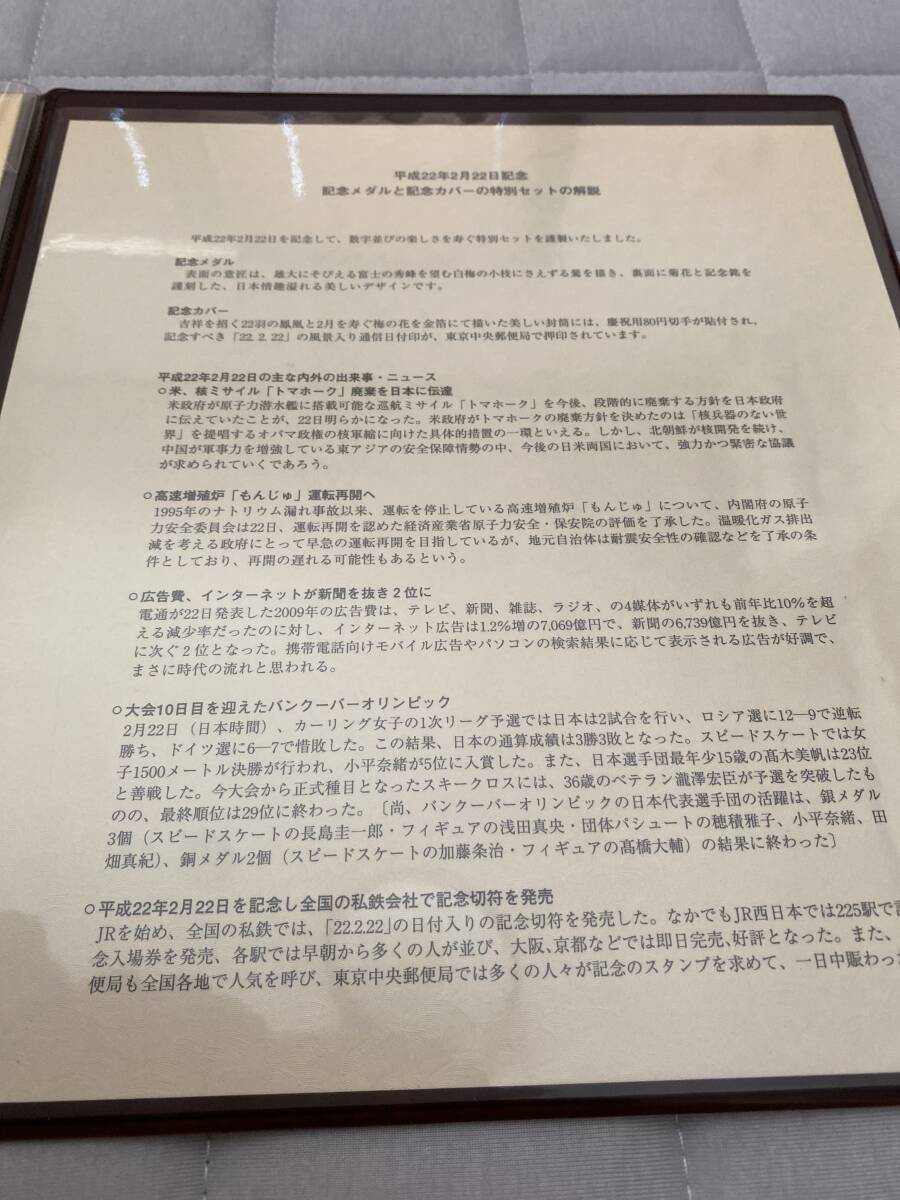 平成22年2月22日記念
記念メダルと記念カバーの特別セットの解説
平成22年2月22日を記念して、数字並びの楽しさを寿ぐ特別セットを謹製いたしました。
記念メダル
表面の意匠は、雄大にそびえる富士の秀峰を望む白梅の小枝にさえずる鶯を描き、裏面に菊花と記念銘を
謹刻した、日本情趣溢れる美しいデザインです。
記念カバー
吉祥を招く22羽の鳳凰と2月を寿ぐ梅の花を金箔にて描いた美しい封筒には、慶祝用80円切手が貼付され、
記念すべき「22. 2. 22」の風景入り通信日付印が、東京中央郵便局で押印されています。
平成22年2月22日の主な内外の出来事・ニュース
○米、核ミサイル「トマホーク」廃棄を日本に伝達
米政府が原子力潜水艦に搭載可能な巡航ミサイル「トマホーク」を今後、段階的に廃棄する方針を日本政府
に伝えていたことが、22日明らかになった。米政府がトマホークの廃棄方針を決めたのは「核兵器のない世
界」を提唱するオバマ政権の核軍縮に向けた具体的措置の一環といえる。しかし、北朝鮮が核開発を続け、
中国が軍事力を増強している東アジアの安全保障情勢の中、今後の日米両国において、強力かつ緊密な協議
が求められていくであろう。
○高速増殖炉「もんじゅ」運転再開へ
1995年のナトリウム漏れ事故以来、運転を停止している高速増殖炉「もんじゅ」について、内閣府の原子
力安全委員会は22日、運転再開を認めた経済産業省原子力安全・保安院の評価を了承した。温暖化ガス排出
減を考える政府にとって早急の運転再開を目指しているが、地元自治体は耐震安全性の確認などを了承の条
件としており、再開の遅れる可能性もあるという。
○広告費、インターネットが新聞を抜き２位に
電通が22日発表した2009年の広告費は、テレビ、新聞、雑誌、ラジオ、の4媒体がいずれも前年比10%を超
える減少率だったのに対し、インターネット広告は1.2%増の7,069億円で、新聞の6,739億円を抜き、テレビ
に次ぐ２位となった。携帯電話向けモバイル広告やパソコンの検索結果に応じて表示される広告が好調で、
まさに時代の流れと思われる。
○大会10日目を迎えたバンクーバーオリンピック
2月22日（日本時間）、カーリング女子の1次リーグ予選では日本は2試合を行い、ロシア選に12—9で逆転
勝ち、ドイツ選に6—7で惜敗した。この結果、日本の通算成績は3勝3敗となった。スピードスケートでは女
子1500メートル決勝が行われ、小平奈緒が5位に入賞した。また、日本選手団最年少15歳の髙木美帆は23位
と善戦した。今大会から正式種目となったスキークロスには、36歳のベテラン瀧澤宏臣が予選を突破したも
のの、最終順位は29位に終わった。〔尚、バンクーバーオリンピックの日本代表選手団の活躍は、銀メダル
3個（スピードスケートの長島圭一郎・フィギュアの浅田真央・団体パシュートの穂積雅子、小平奈緒、田
畑真紀）、銅メダル2個（スピードスケートの加藤条治・フィギュアの髙橋大輔）の結果に終わった〕
○平成22年2月22日を記念し全国の私鉄会社で記念切符を発売
JRを始め、全国の私鉄では、「22.2.22」の日付入りの記念切符を発売した。なかでもJR西日本では225駅で記
念入場券を発売、各駅では早朝から多くの人が並び、大阪、京都などでは即日完売、好評となった。また、
便局も全国各地で人気を呼び、東京中央郵便局では多くの人々が記念のスタンプを求めて、一日中賑わった